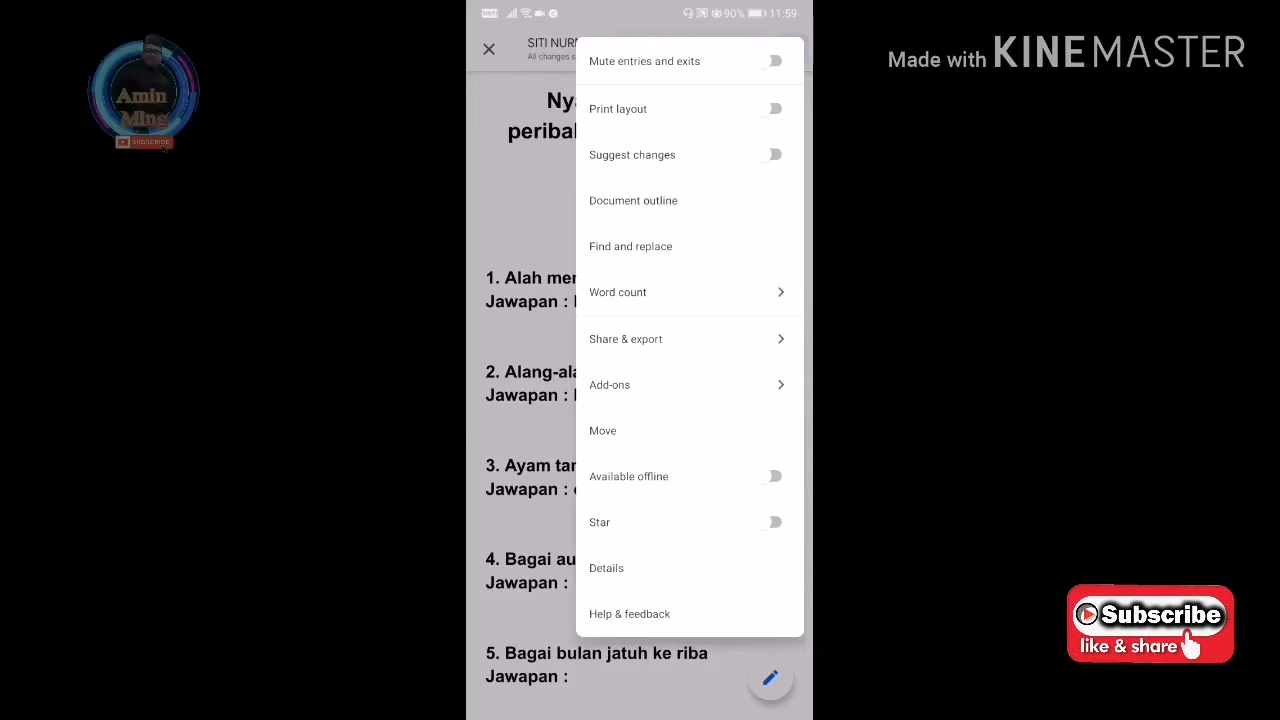 90% 11:59
SITI NUR
All changes s
Mute entries and exits
Print layout
Suggest changes
Document outline
Find and replace
Word count
Share & export
Add-ons
Move
Available offline
Star
Details
Help & feedback
Ny
peribal
1. Alah me
Jawapan :
2. Alang-ala
Jawapan :
3. Ayam ta
Jawapan :
4. Bagai au
Jawapan :
5. Bagai bulan jatuh ke riba
Jawapan :
Amin
Ming
SUBSCRIBE
Made with KINEMASTER
Subscribe
like & share